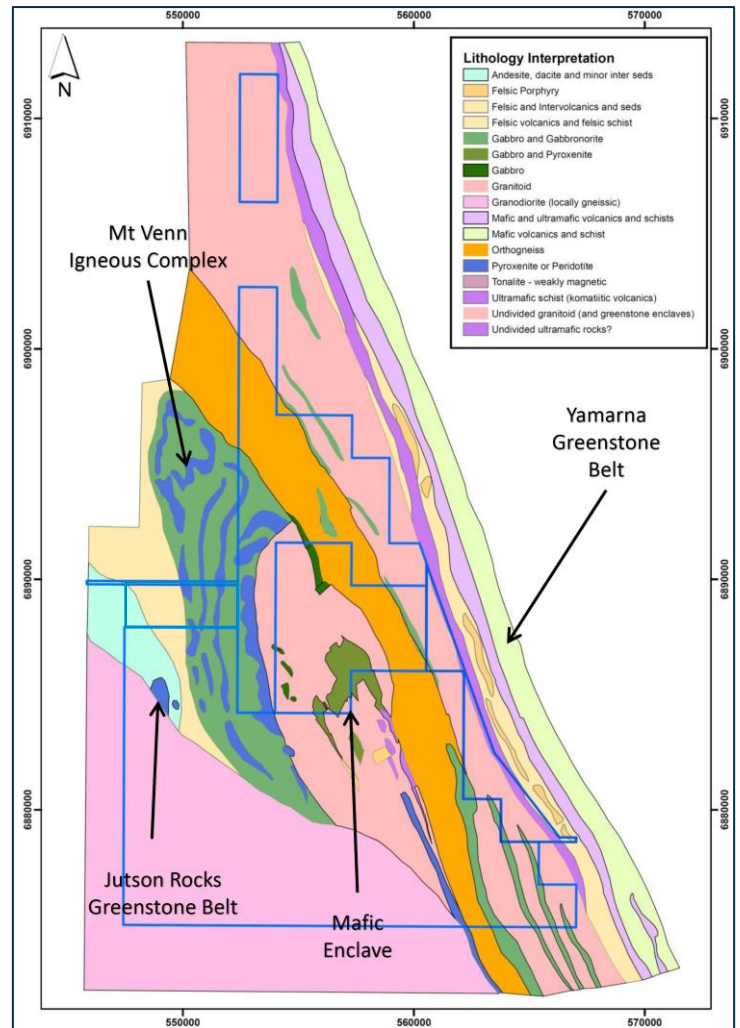 550000
560000
570000
N
6910000
6900000
6890000
6880000
6910000
6900000
6890000
6880000
Lithology Interpretation
Andesite, dacite and minor inter seds
Felsic Porphyry
Felsic and Intervolcanics and seds
Felsic volcanics and felsic schist
Gabbro and Gabbronorite
Gabbro and Pyroxenite
Gabbro
Granitoid
Granodiorite (locally gneissic)
Mafic and ultramafic volcanics and schists
Mafic volcanics and schist
Orthogneiss
Pyroxenite or Peridotite
Tonalite - weakly magnetic
Ultramafic schist (komatiitic volcanics)
Undivided granitoid (and greenstone enclaves)
Undivided ultramafic rocks?
Mt Venn
Igneous Complex
Yamarna
Greenstone
Belt
Jutson Rocks
Greenstone Belt
Mafic
Enclave
550000
560000
570000